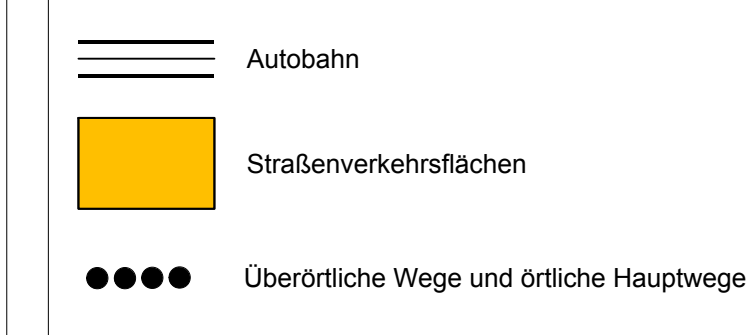 Autobahn
Straßenverkehrsflächen
Überörtliche Wege und örtliche Hauptwege